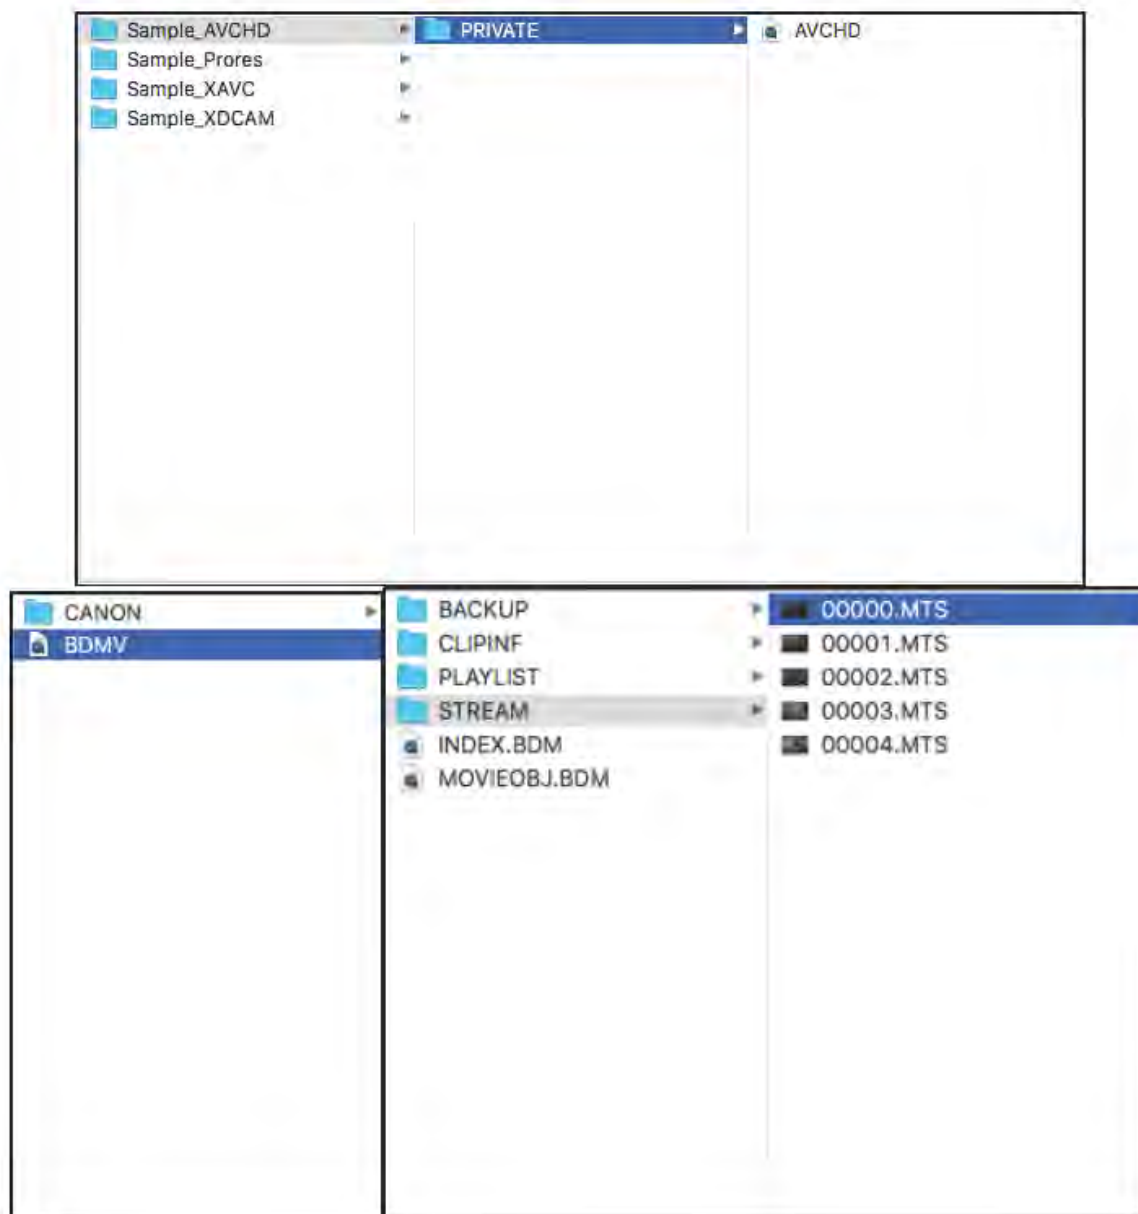 Sample_AVCHD PRIVATE AVCHD
Sample_Prores
Sample_XAVC
Sample_XDCAM
CANON
BDMV
BACKUP 00000.MTS
CLIPINF 00001.MTS
PLAYLIST 00002.MTS
STREAM 00003.MTS
INDEX.BDM 00004.MTS
MOVIEOBJ.BDM